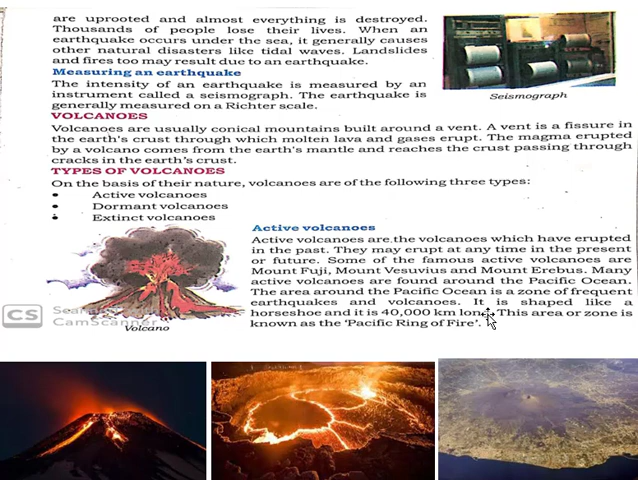 are uprooted and almost everything is destroyed.
Thousands of people lose their lives. When an
earthquake occurs under the sea, it generally causes
other natural disasters like tidal waves. Landslides
and fires too may result due to an earthquake.
Measuring an earthquake
The intensity of an earthquake is measured by an
instrument called a seismograph. The earthquake is
generally measured on a Richter scale.
Seismograph
VOLCANOES
Volcanoes are usually conical mountains built around a vent. A vent is a fissure in
the earth's crust through which molten lava and gases erupt. The magma erupted
by a volcano comes from the earth's mantle and reaches the crust passing through
cracks in the earth's crust.
TYPES OF VOLCANOES
On the basis of their nature, volcanoes are of the following three types:
• Active volcanoes
• Dormant volcanoes
• Extinct volcanoes
Active volcanoes
Active volcanoes are the volcanoes which have erupted
in the past. They may erupt at any time in the present
or future. Some of the famous active volcanoes are
Mount Fuji, Mount Vesuvius and Mount Erebus. Many
active volcanoes are found around the Pacific Ocean.
The area around the Pacific Ocean is a zone of frequent
earthquakes and volcanoes. It is shaped like a
horseshoe and it is 40,000 km long. This area or zone is
known as the 'Pacific Ring of Fire'.
CS
CamScanner
Volcano